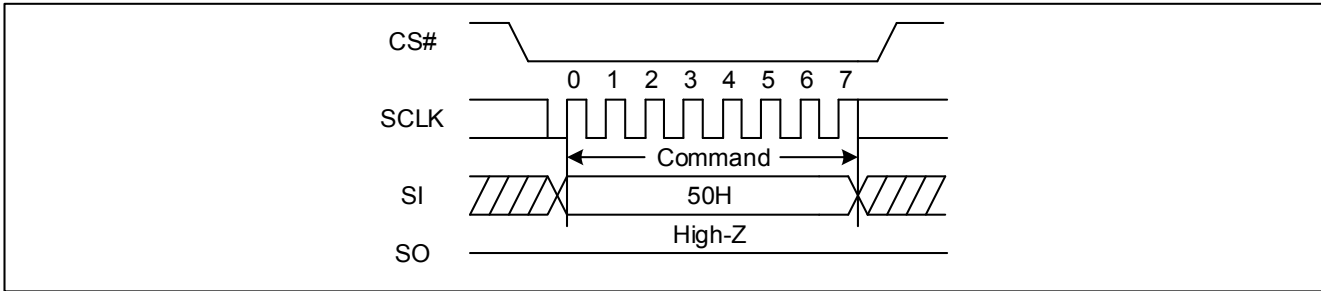 CS#
0 1 2 3 4 5 6 7
SCLK
Command
SI
50H
High-Z
SO